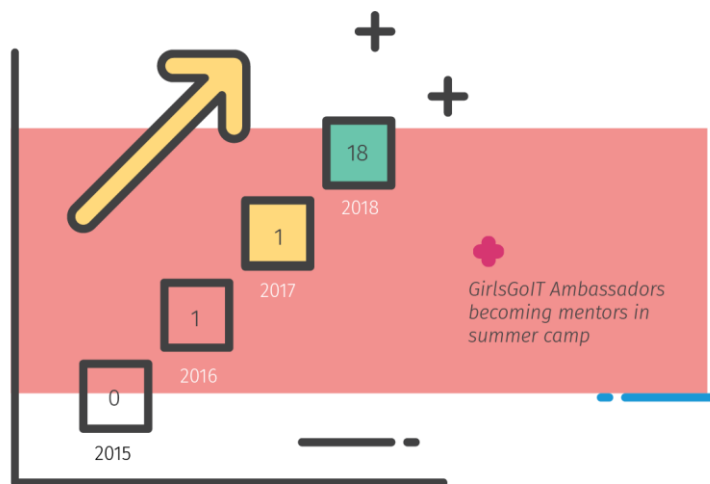 18
2018
1
2017
GirlsGoIT Ambassadors
becoming mentors in
summer camp
1
2016
0
2015